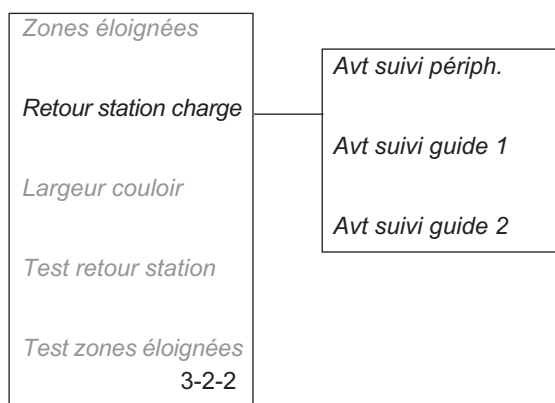 Zones éloignées
Retour station charge
Largeur couloir
Test retour station
Test zones éloignées
3-2-2
Avt suivi périph.
Avt suivi guide 1
Avt suivi guide 2